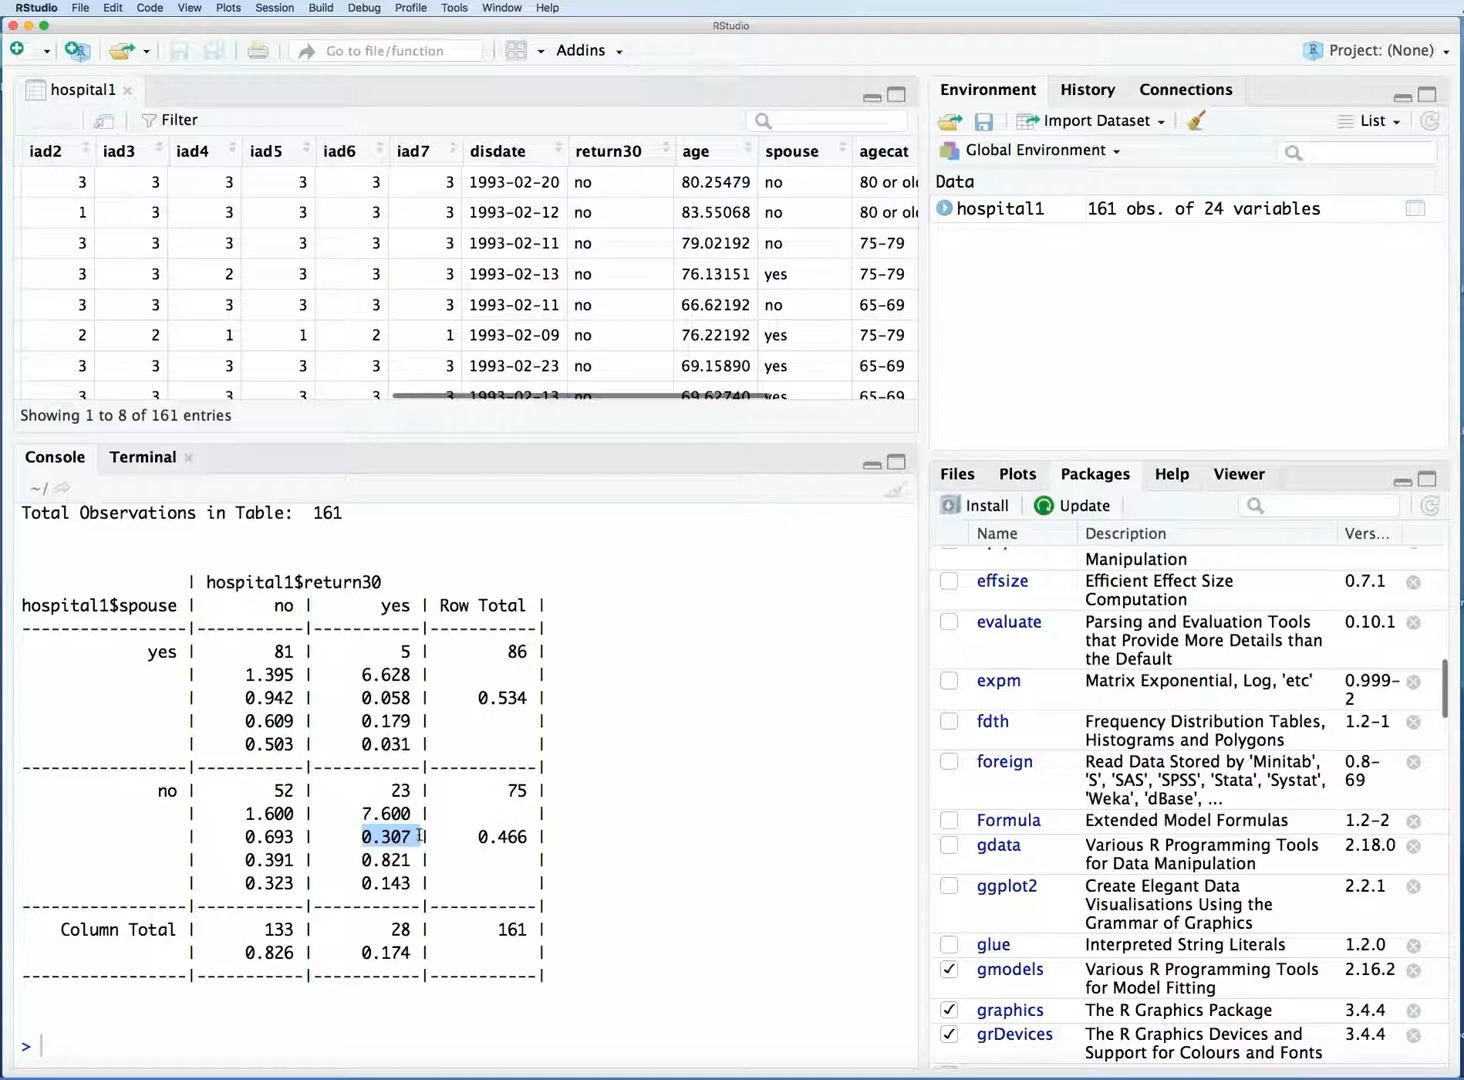 RStudio File Edit Code View Plots Session Build Debug Profile Tools Window Help
RStudio
Go to file/function Addins Project: (None)
hospital1
Filter
iad2 iad3 iad4 iad5 iad6 iad7 disdate return30 age spouse agecat
3 3 3 3 3 3 1993-02-20 no 80.25479 no 80 or ol
1 3 3 3 3 3 1993-02-12 no 83.55068 no 80 or ol
3 3 3 3 3 3 1993-02-11 no 79.02192 no 75-79
3 3 2 3 3 3 1993-02-13 no 76.13151 yes 75-79
3 3 3 3 3 3 1993-02-11 no 66.62192 no 65-69
2 2 1 1 2 1 1993-02-09 no 76.22192 yes 75-79
3 3 3 3 3 3 1993-02-23 no 69.15890 yes 65-69
3 3 3 3 3 3 1993-02-13 no 69.62740 yes 65-69
Showing 1 to 8 of 161 entries
Console Terminal
~/
Total Observations in Table: 161
| hospital1$return30
hospital1$spouse | no | yes | Row Total |
-----------------|-----------|-----------|-----------|
yes | 81 | 5 | 86 |
| 1.395 | 6.628 | |
| 0.942 | 0.058 | 0.534 |
| 0.609 | 0.179 | |
| 0.503 | 0.031 | |
-----------------|-----------|-----------|-----------|
no | 52 | 23 | 75 |
| 1.600 | 7.600 | |
| 0.693 | 0.307 | 0.466 |
| 0.391 | 0.821 | |
| 0.323 | 0.143 | |
-----------------|-----------|-----------|-----------|
Column Total | 133 | 28 | 161 |
| 0.826 | 0.174 | |
-----------------|-----------|-----------|-----------|
>
Environment History Connections
Import Dataset List
Global Environment
Data
hospital1 161 obs. of 24 variables
Files Plots Packages Help Viewer
Install Update
Name Description Vers...
Manipulation
effsize Efficient Effect Size 0.7.1
Computation
evaluate Parsing and Evaluation Tools 0.10.1
that Provide More Details than
the Default
expm Matrix Exponential, Log, 'etc' 0.999-
2
fdth Frequency Distribution Tables, 1.2-1
Histograms and Polygons
foreign Read Data Stored by 'Minitab', 0.8-
'S', 'SAS', 'SPSS', 'Stata', 'Systat', 69
'Weka', 'dBase', ...
Formula Extended Model Formulas 1.2-2
gdata Various R Programming Tools 2.18.0
for Data Manipulation
ggplot2 Create Elegant Data 2.2.1
Visualisations Using the
Grammar of Graphics
glue Interpreted String Literals 1.2.0
gmodels Various R Programming Tools 2.16.2
for Model Fitting
graphics The R Graphics Package 3.4.4
grDevices The R Graphics Devices and 3.4.4
Support for Colours and Fonts